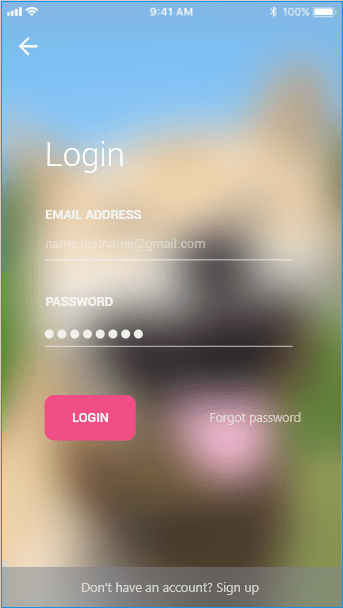 9:41 AM
100%
Login
EMAIL ADDRESS
name.lastname@gmail.com
PASSWORD
LOGIN
Forgot password
Don't have an account? Sign up